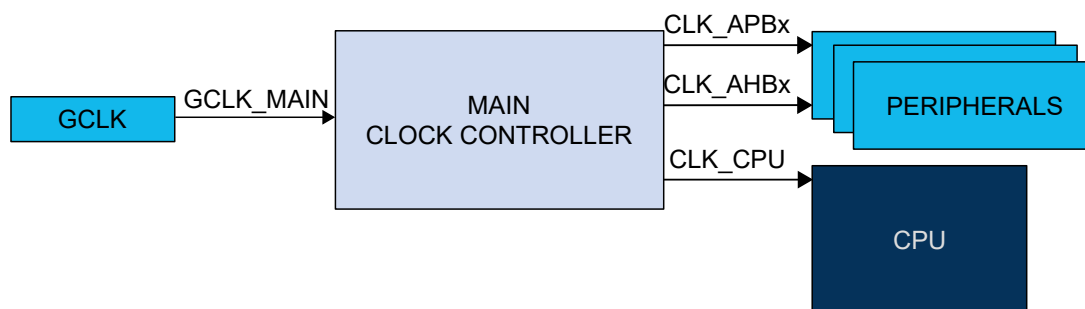 GCLK
GCLK_MAIN
MAIN
CLOCK CONTROLLER
CLK_APBx
CLK_AHBx
CLK_CPU
PERIPHERALS
CPU